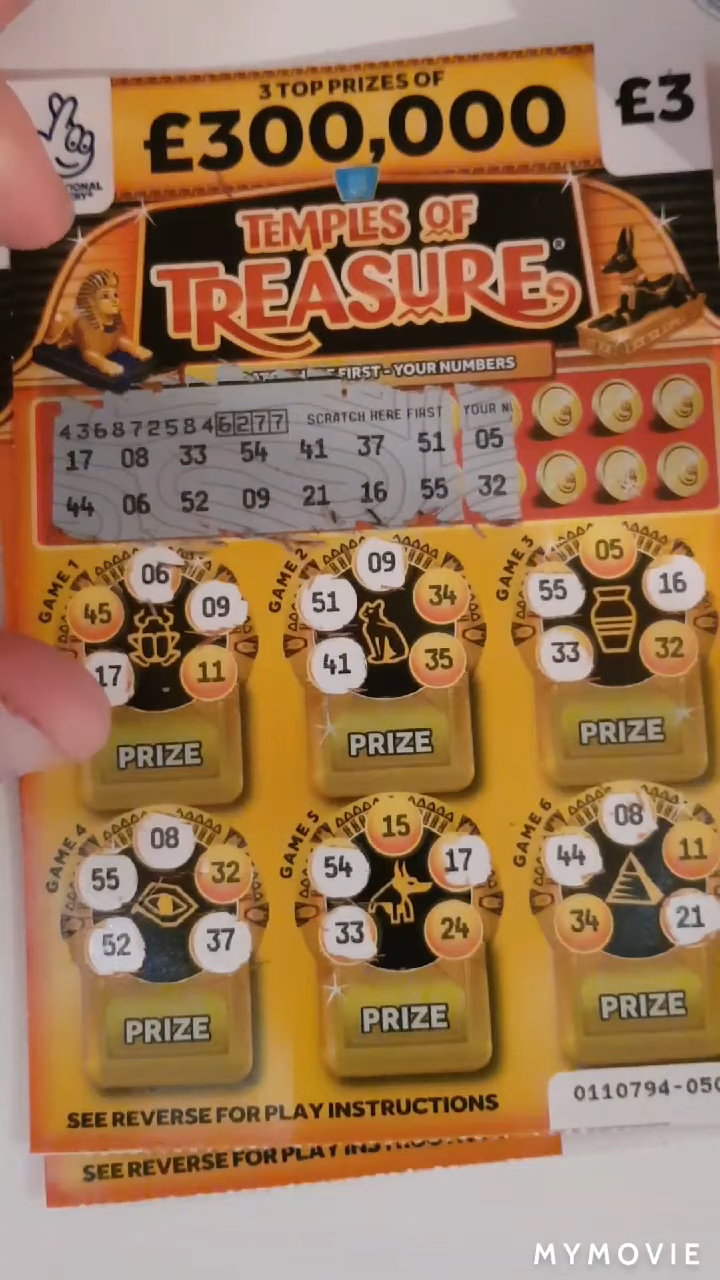 3 TOP PRIZES OF
£300,000
£3
TEMPLES OF
TREASURE®
FIRST - YOUR NUMBERS
4368725846277 SCRATCH HERE FIRST YOUR
17 08 33 54 41 37 51 05
44 06 52 09 21 16 55 32
GAME 1
06
45 09
17 11
PRIZE
GAME 2
09
51 34
41 35
PRIZE
GAME 3
05
55 16
33 32
PRIZE
GAME 4
08
55 32
52 37
PRIZE
GAME 5
15
54 17
33 24
PRIZE
GAME 6
08
44 11
34 21
PRIZE
SEE REVERSE FOR PLAY INSTRUCTIONS
0110794-050
SEE REVERSE FOR PLAY
MYMOVIE